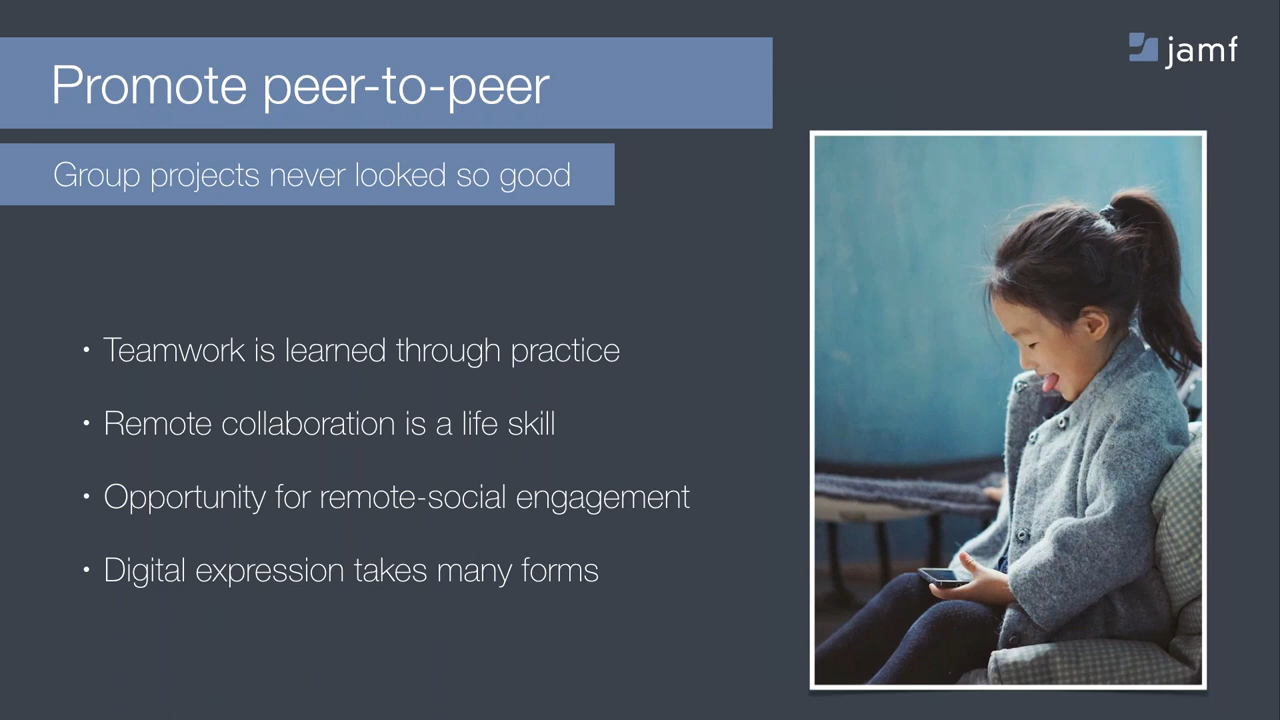 jamf
Promote peer-to-peer
Group projects never looked so good
• Teamwork is learned through practice
• Remote collaboration is a life skill
• Opportunity for remote-social engagement
• Digital expression takes many forms